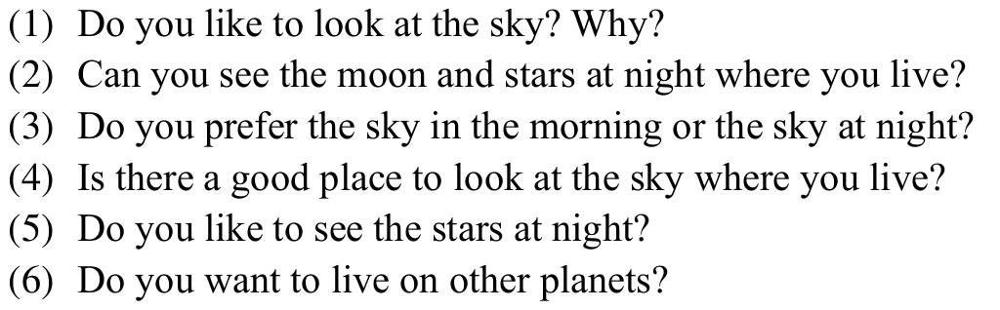 (1) Do you like to look at the sky? Why?
(2) Can you see the moon and stars at night where you live?
(3) Do you prefer the sky in the morning or the sky at night?
(4) Is there a good place to look at the sky where you live?
(5) Do you like to see the stars at night?
(6) Do you want to live on other planets?